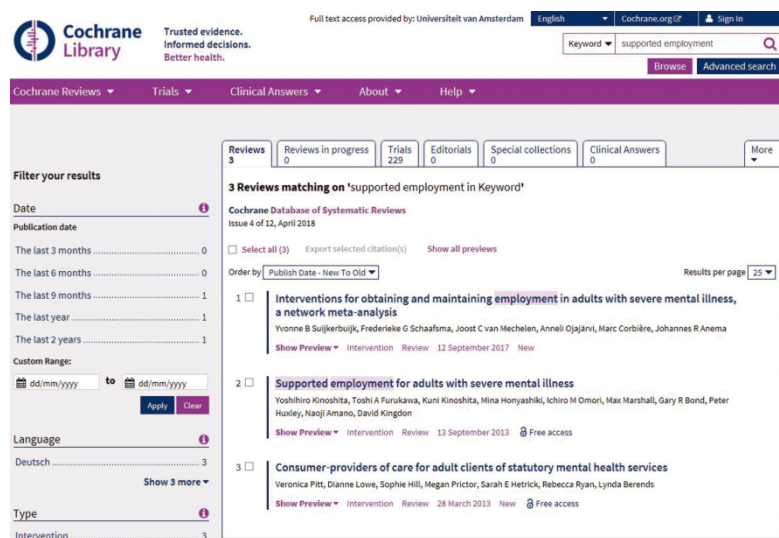 Full text access provided by: Universiteit van Amsterdam
English
Cochrane.org
Sign In
Cochrane
Library
Trusted evidence.
Informed decisions.
Better health.
Keyword
supported employment
Browse
Advanced search
Cochrane Reviews
Trials
Clinical Answers
About
Help
Reviews
3
Reviews in progress
0
Trials
229
Editorials
0
Special collections
0
Clinical Answers
0
More
Filter your results
Date
Publication date
The last 3 months 0
The last 6 months 0
The last 9 months 1
The last year 1
The last 2 years 1
Custom Range:
dd/mm/yyyy to dd/mm/yyyy
Apply Clear
Language
Deutsch 3
Show 3 more
Type
Intervention 3
3 Reviews matching on 'supported employment in Keyword'
Cochrane Database of Systematic Reviews
Issue 4 of 12, April 2018
Select all (3) Export selected citation(s) Show all previews
Order by Publish Date - New To Old Results per page 25
1 Interventions for obtaining and maintaining employment in adults with severe mental illness,
a network meta-analysis
Yvonne B Suijkerbuijk, Frederieke G Schaafsma, Joost C van Mechelen, Anneli Ojajärvi, Marc Corbière, Johannes R Anema
Show Preview Intervention Review 12 September 2017 New
2 Supported employment for adults with severe mental illness
Yoshihiro Kinoshita, Toshi A Furukawa, Kuni Kinoshita, Mina Honyashiki, Ichiro M Omori, Max Marshall, Gary R Bond, Peter
Huxley, Naoji Amano, David Kingdon
Show Preview Intervention Review 13 September 2013 Free access
3 Consumer-providers of care for adult clients of statutory mental health services
Veronica Pitt, Dianne Lowe, Sophie Hill, Megan Prictor, Sarah E Hetrick, Rebecca Ryan, Lynda Berends
Show Preview Intervention Review 28 March 2013 New Free access